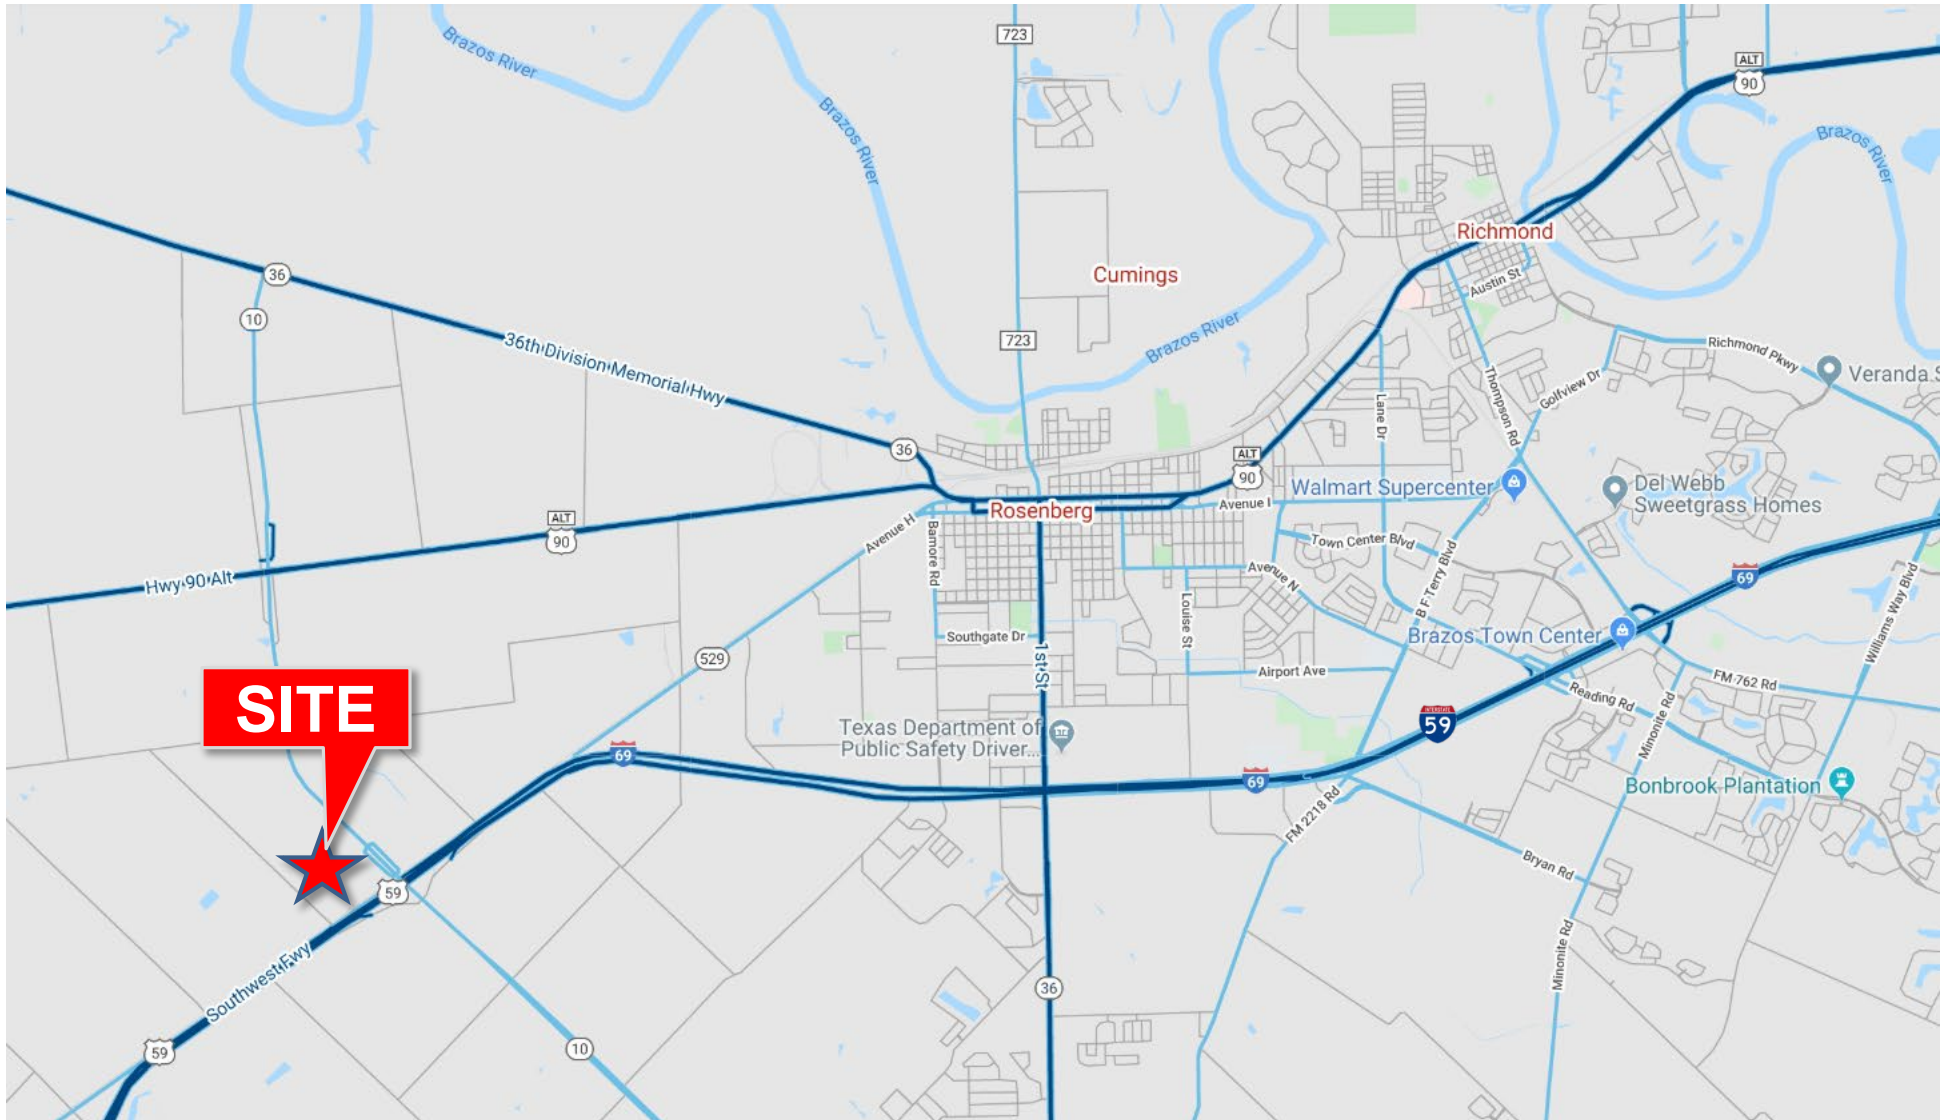 723
Brazos River
ALT
90
Brazos River
Brazos River
Richmond
36
Cumings
Austin St
10
Brazos River
723
36th Division Memorial Hwy
Richmond Pkwy
Thompson Rd
Golfview Dr
Veranda S
Lane Dr
36
ALT
90
Walmart Supercenter
Del Webb
Sweetgrass Homes
Avenue I
Rosenberg
ALT
90
Avenue H
Bamore Rd
Town Center Blvd
Avenue N
B F Terry Blvd
69
Hwy 90 Alt
Louise St
Williams Way Blvd
Southgate Dr
Brazos Town Center
529
1st St
Airport Ave
FM 762 Rd
SITE
Reading Rd
Minonite Rd
INTERSTATE
59
Texas Department of
Public Safety Driver...
69
69
Bonbrook Plantation
FM 2218 Rd
Bryan Rd
59
Southwest Fwy
Minonite Rd
36
59
10